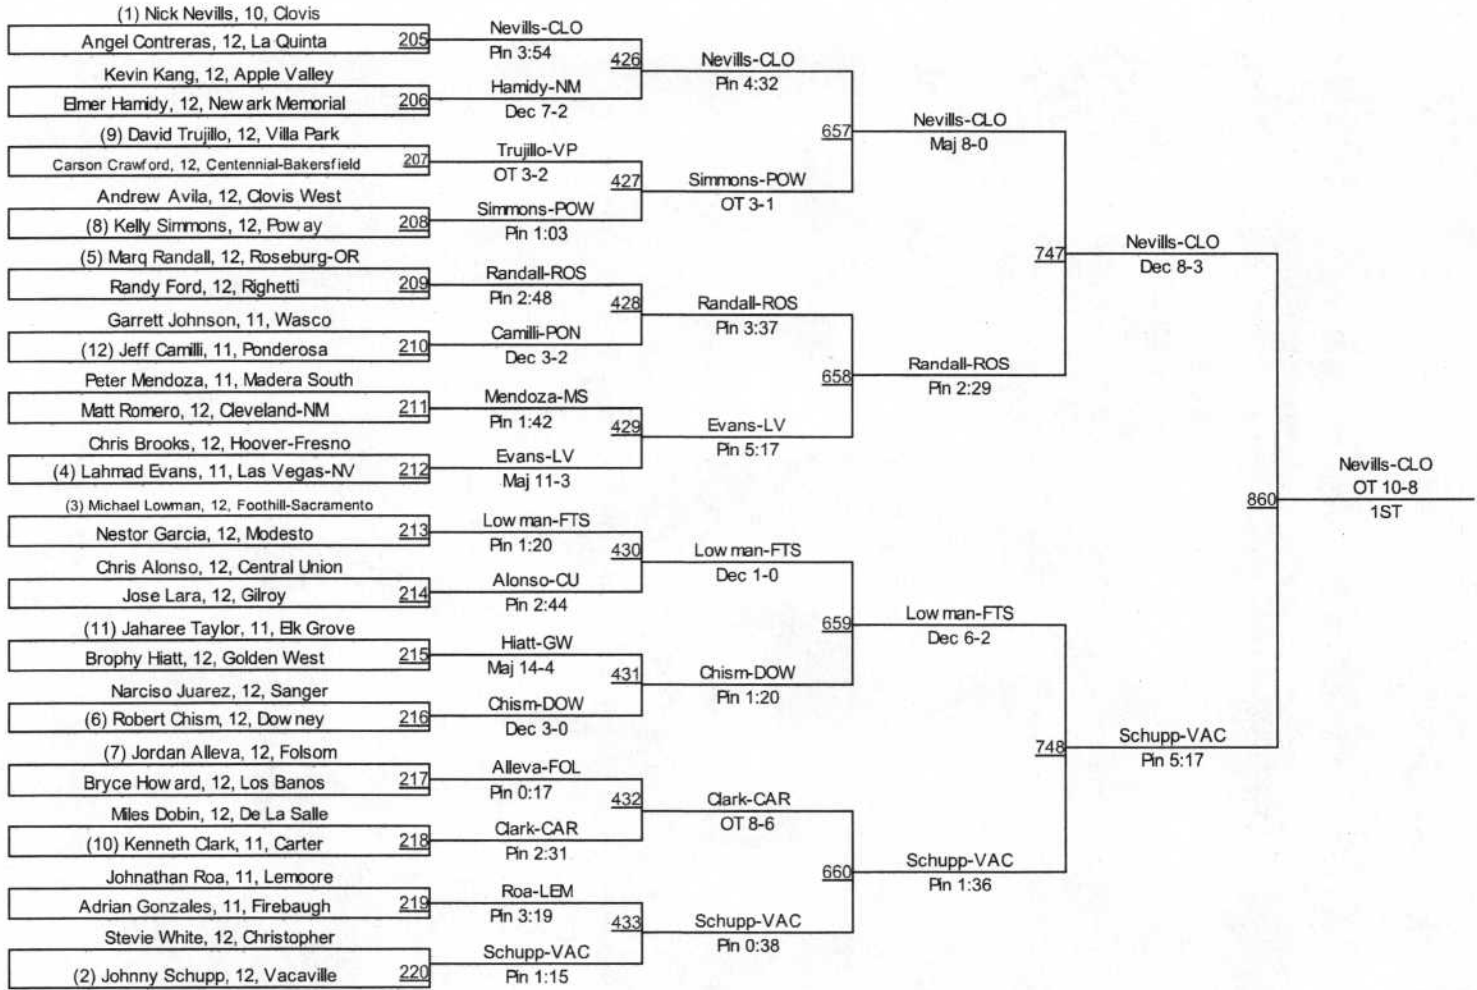 (1) Nick Nevills, 10, Clovis
Angel Contreras, 12, La Quinta 205
Kevin Kang, 12, Apple Valley
Elmer Hamidy, 12, Newark Memorial 206
(9) David Trujillo, 12, Villa Park
Carson Crawford, 12, Centennial-Bakersfield 207
Andrew Avila, 12, Clovis West
(8) Kelly Simmons, 12, Poway 208
(5) Marq Randall, 12, Roseburg-OR
Randy Ford, 12, Righetti 209
Garrett Johnson, 11, Wasco
(12) Jeff Camilli, 11, Ponderosa 210
Peter Mendoza, 11, Madera South
Matt Romero, 12, Cleveland-NM 211
Chris Brooks, 12, Hoover-Fresno
(4) Lahmad Evans, 11, Las Vegas-NV 212
(3) Michael Lowman, 12, Foothill-Sacramento
Nestor Garcia, 12, Modesto 213
Chris Alonso, 12, Central Union
Jose Lara, 12, Gilroy 214
(11) Jaharee Taylor, 11, Elk Grove
Brophy Hiatt, 12, Golden West 215
Narciso Juarez, 12, Sanger
(6) Robert Chism, 12, Downey 216
(7) Jordan Alleva, 12, Folsom
Bryce Howard, 12, Los Banos 217
Miles Dobin, 12, De La Salle
(10) Kenneth Clark, 11, Carter 218
Johnathan Roa, 11, Lemoore
Adrian Gonzales, 11, Firebaugh 219
Stevie White, 12, Christopher
(2) Johnny Schupp, 12, Vacaville 220
Nevills-CLO
Pin 3:54
426
Hamidy-NM
Dec 7-2
Trujillo-VP
OT 3-2
427
Simmons-POW
Pin 1:03
Randall-ROS
Pin 2:48
428
Camilli-PON
Dec 3-2
Mendoza-MS
Pin 1:42
429
Evans-LV
Maj 11-3
Lowman-FTS
Pin 1:20
430
Alonso-CU
Pin 2:44
Hiatt-GW
Maj 14-4
431
Chism-DOW
Dec 3-0
Alleva-FOL
Pin 0:17
432
Clark-CAR
Pin 2:31
Roa-LEM
Pin 3:19
433
Schupp-VAC
Pin 1:15
Nevills-CLO
Pin 4:32
657
Simmons-POW
OT 3-1
Randall-ROS
Pin 3:37
658
Evans-LV
Pin 5:17
Lowman-FTS
Dec 1-0
659
Chism-DOW
Pin 1:20
Clark-CAR
OT 8-6
660
Schupp-VAC
Pin 0:38
Nevills-CLO
Maj 8-0
747
Randall-ROS
Pin 2:29
Lowman-FTS
Dec 6-2
748
Schupp-VAC
Pin 1:36
Nevills-CLO
Dec 8-3
860
Schupp-VAC
Pin 5:17
Nevills-CLO
OT 10-8
1ST